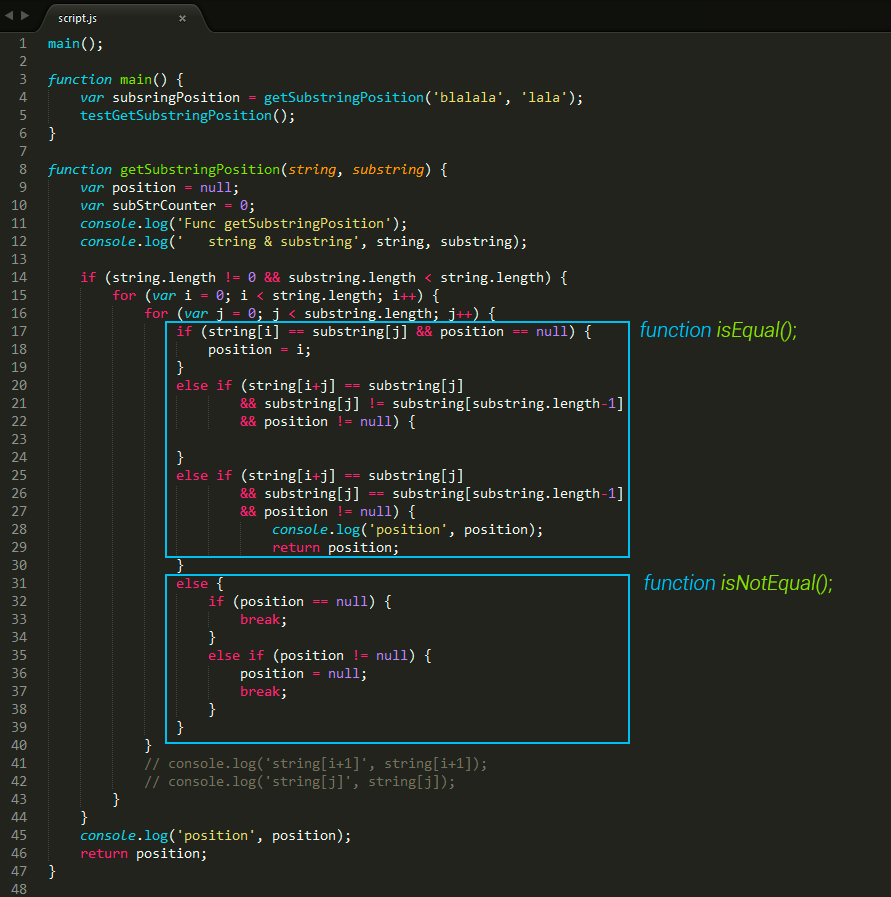 script.js ×
1 main();
2
3 function main() {
4     var subsringPosition = getSubstringPosition('blalala', 'lala');
5     testGetSubstringPosition();
6 }
7
8 function getSubstringPosition(string, substring) {
9     var position = null;
10     var subStrCounter = 0;
11     console.log('Func getSubstringPosition');
12     console.log('   string & substring', string, substring);
13
14     if (string.length != 0 && substring.length < string.length) {
15         for (var i = 0; i < string.length; i++) {
16             for (var j = 0; j < substring.length; j++) {
17                 if (string[i] == substring[j] && position == null) { function isEqual();
18                     position = i;
19                 }
20                 else if (string[i+j] == substring[j]
21                         && substring[j] != substring[substring.length-1]
22                         && position != null) {
23
24                 }
25                 else if (string[i+j] == substring[j]
26                         && substring[j] == substring[substring.length-1]
27                         && position != null) {
28                             console.log('position', position);
29                             return position;
30                 }
31                 else { function isNotEqual();
32                     if (position == null) {
33                         break;
34                     }
35                     else if (position != null) {
36                         position = null;
37                         break;
38                     }
39                 }
40             }
41             // console.log('string[i+1]', string[i+1]);
42             // console.log('string[j]', string[j]);
43         }
44     }
45     console.log('position', position);
46     return position;
47 }
48